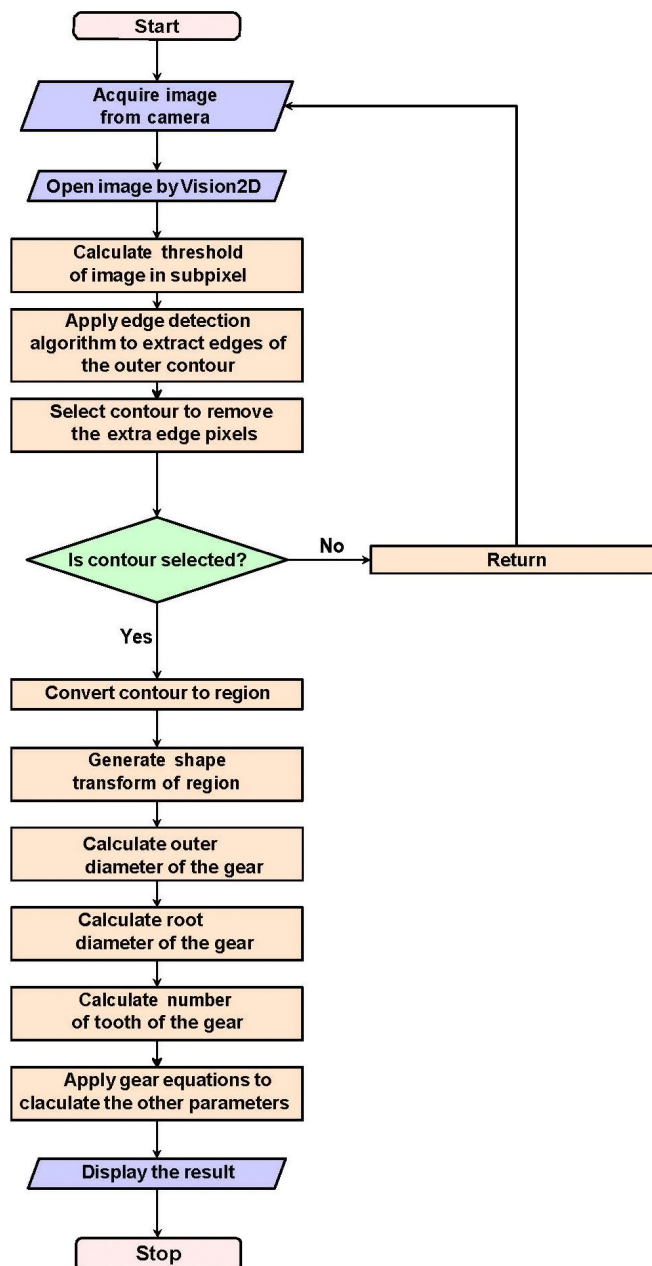 Start
Acquire image
from camera
Open image by Vision2D
Calculate threshold
of image in subpixel
Apply edge detection
algorithm to extract edges of
the outer contour
Select contour to remove
the extra edge pixels
Is contour selected?
No
Return
Yes
Convert contour to region
Generate shape
transform of region
Calculate outer
diameter of the gear
Calculate root
diameter of the gear
Calculate number
of tooth of the gear
Apply gear equations to
claculate the other parameters
Display the result
Stop